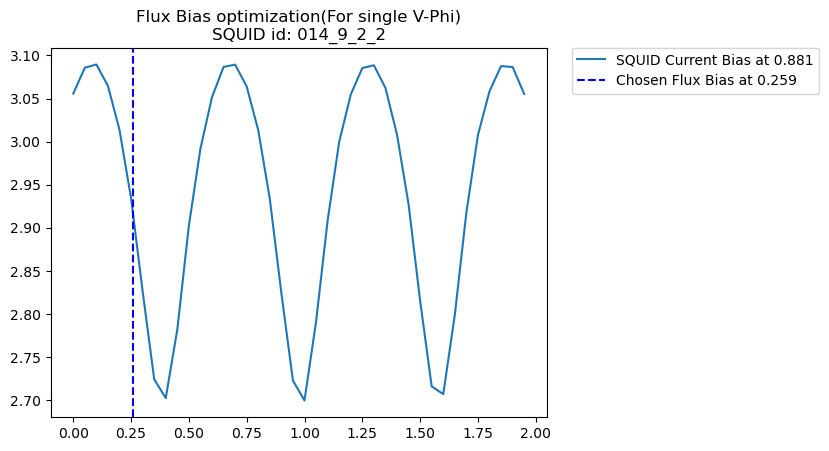 Flux Bias optimization(For single V-Phi)
SQUID id: 014_9_2_2
SQUID Current Bias at 0.881
Chosen Flux Bias at 0.259
3.10
3.05
3.00
2.95
2.90
2.85
2.80
2.75
2.70
0.00 0.25 0.50 0.75 1.00 1.25 1.50 1.75 2.00